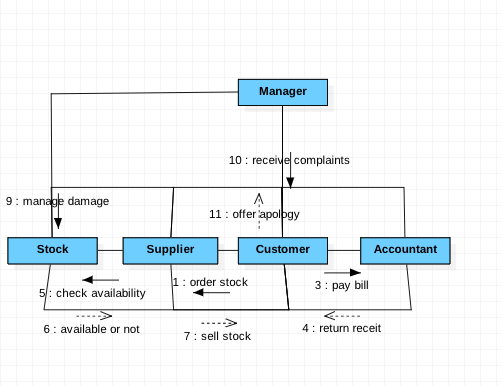 Manager
10 : receive complaints
9 : manage damage
11 : offer apology
Stock
Supplier
Customer
Accountant
1 : order stock
3 : pay bill
5 : check availability
6 : available or not
7 : sell stock
4 : return receit